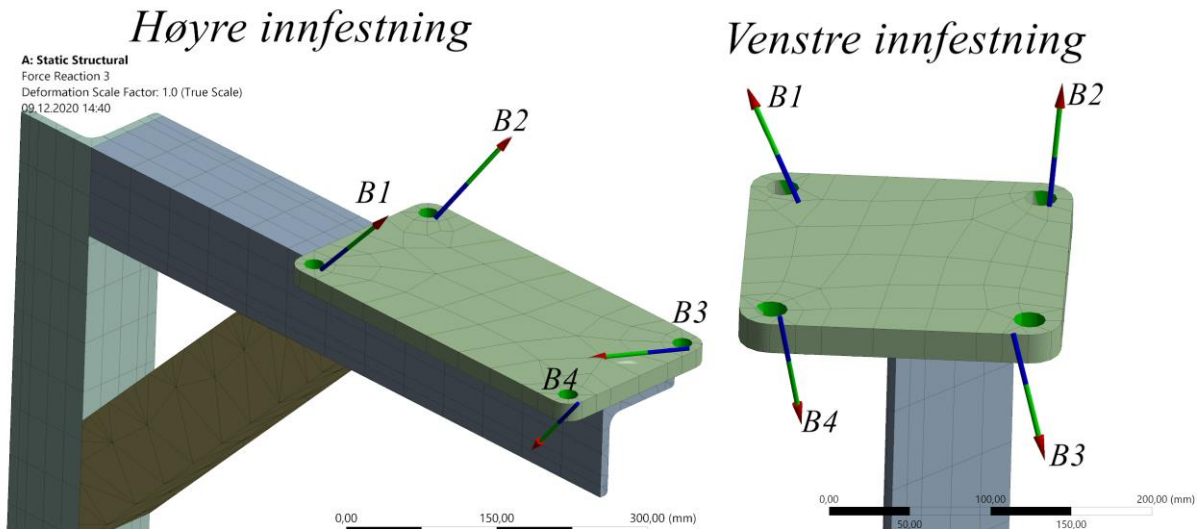 Høyre innfestning
Venstre innfestning
A: Static Structural
Force Reaction 3
Deformation Scale Factor: 1.0 (True Scale)
09.12.2020 14:40
B1
B2
B3
B4
B1
B2
B4
B3
0,00
150,00
300,00 (mm)
0,00
100,00
200,00 (mm)
50,00
150,00